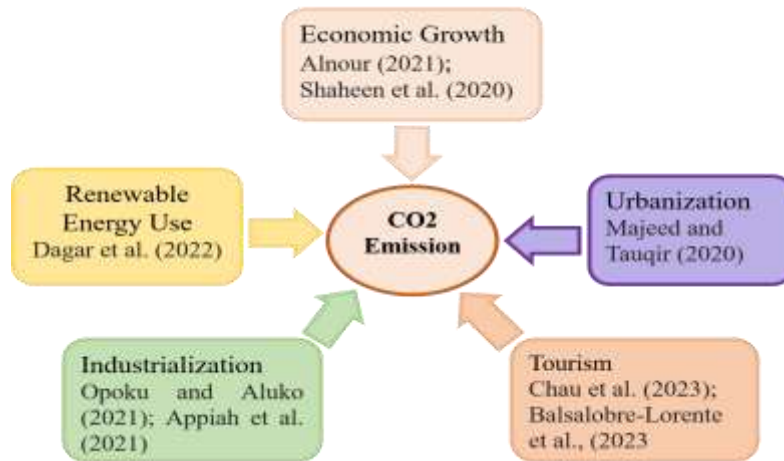 Economic Growth
Alnour (2021);
Shaheen et al. (2020)
Renewable
Energy Use
Dagar et al. (2022)
CO2
Emission
Urbanization
Majeed and
Tauqir (2020)
Industrialization
Opoku and Aluko
(2021); Appiah et al.
(2021)
Tourism
Chau et al. (2023);
Balsalobre-Lorente
et al., (2023